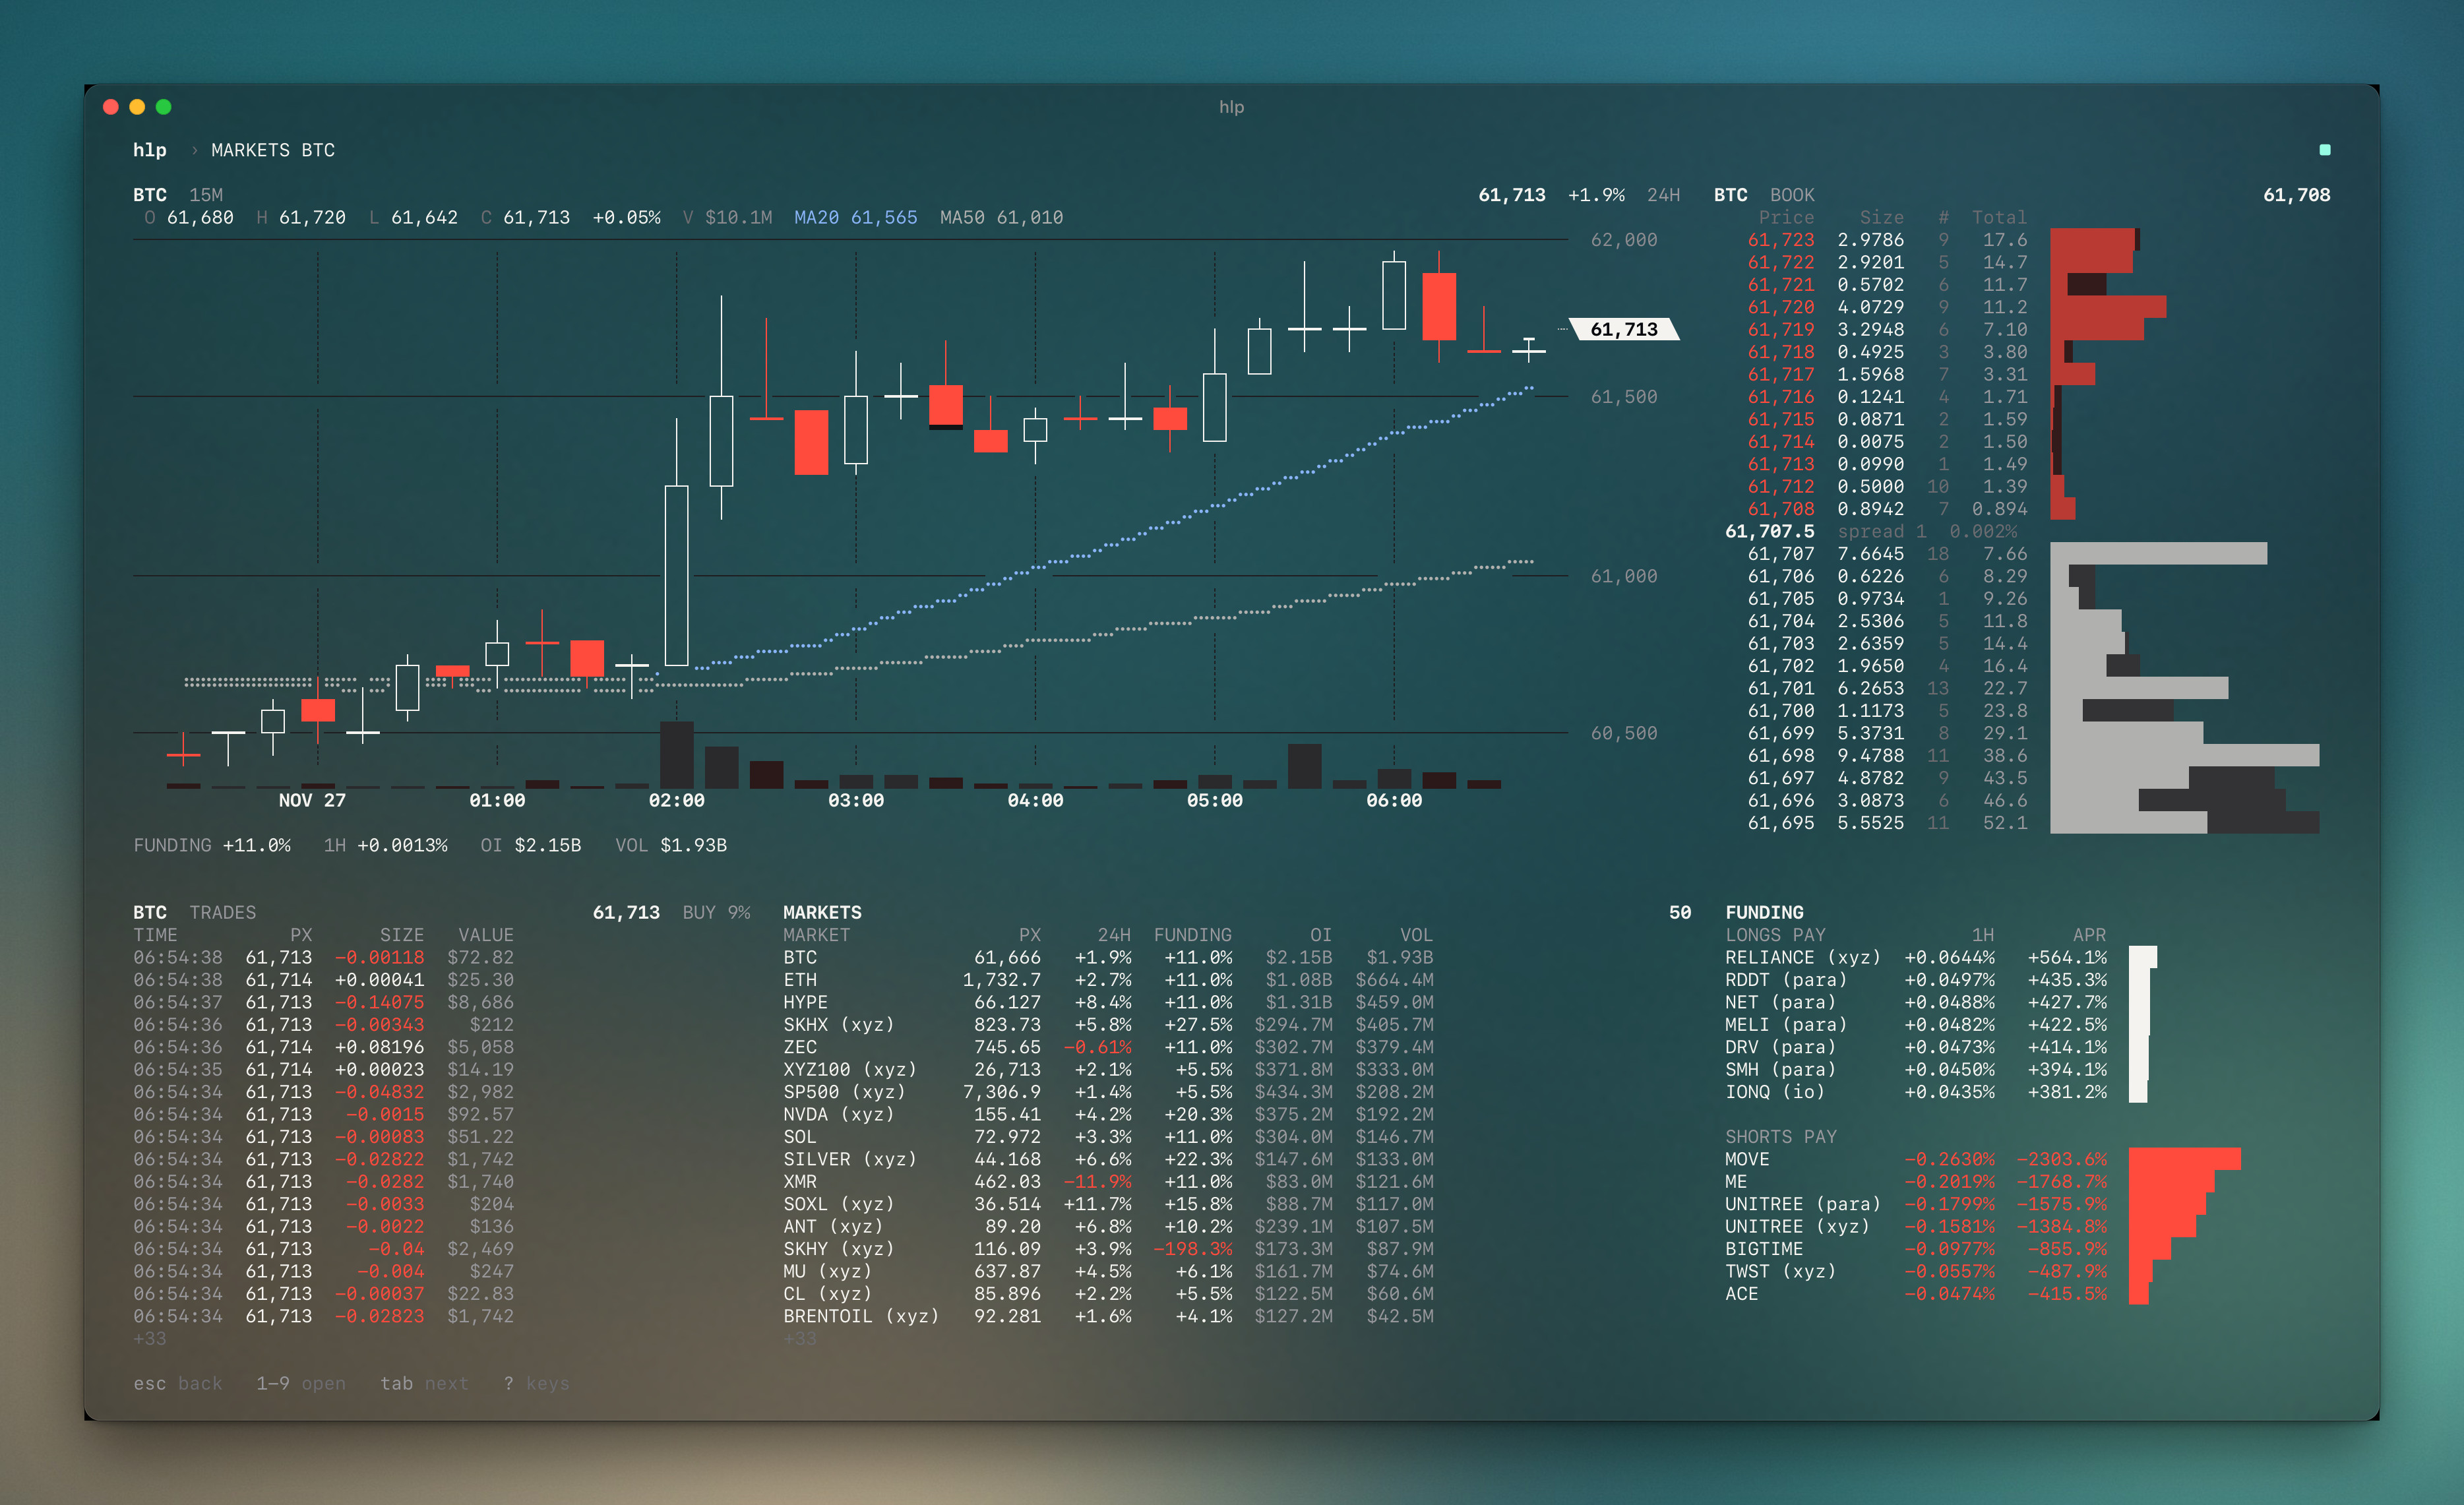 hlp
hlp › MARKETS BTC
BTC 15M 61,713 +1.9% 24H
O 61,680 H 61,720 L 61,642 C 61,713 +0.05% V $10.1M MA20 61,565 MA50 61,010
62,000
61,713
61,500
61,000
60,500
NOV 27 01:00 02:00 03:00 04:00 05:00 06:00
FUNDING +11.0% 1H +0.0013% OI $2.15B VOL $1.93B
BTC BOOK 61,708
Price Size # Total
61,723 2.9786 9 17.6
61,722 2.9201 5 14.7
61,721 0.5702 6 11.7
61,720 4.0729 9 11.2
61,719 3.2948 6 7.10
61,718 0.4925 3 3.80
61,717 1.5968 7 3.31
61,716 0.1241 4 1.71
61,715 0.0871 2 1.59
61,714 0.0075 2 1.50
61,713 0.0990 1 1.49
61,712 0.5000 10 1.39
61,708 0.8942 7 0.894
61,707.5 spread 1 0.002%
61,707 7.6645 18 7.66
61,706 0.6226 6 8.29
61,705 0.9734 1 9.26
61,704 2.5306 5 11.8
61,703 2.6359 5 14.4
61,702 1.9650 4 16.4
61,701 6.2653 13 22.7
61,700 1.1173 5 23.8
61,699 5.3731 8 29.1
61,698 9.4788 11 38.6
61,697 4.8782 9 43.5
61,696 3.0873 6 46.6
61,695 5.5525 11 52.1
BTC TRADES 61,713 BUY 9%
TIME PX SIZE VALUE
06:54:38 61,713 −0.00118 $72.82
06:54:38 61,714 +0.00041 $25.30
06:54:37 61,713 −0.14075 $8,686
06:54:36 61,713 −0.00343 $212
06:54:36 61,714 +0.08196 $5,058
06:54:35 61,714 +0.00023 $14.19
06:54:34 61,713 −0.04832 $2,982
06:54:34 61,713 −0.0015 $92.57
06:54:34 61,713 −0.00083 $51.22
06:54:34 61,713 −0.02822 $1,742
06:54:34 61,713 −0.0282 $1,740
06:54:34 61,713 −0.0033 $204
06:54:34 61,713 −0.0022 $136
06:54:34 61,713 −0.04 $2,469
06:54:34 61,713 −0.004 $247
06:54:34 61,713 −0.00037 $22.83
06:54:34 61,713 −0.02823 $1,742
+33
MARKETS 50
MARKET PX 24H FUNDING OI VOL
BTC 61,666 +1.9% +11.0% $2.15B $1.93B
ETH 1,732.7 +2.7% +11.0% $1.08B $664.4M
HYPE 66.127 +8.4% +11.0% $1.31B $459.0M
SKHX (xyz) 823.73 +5.8% +27.5% $294.7M $405.7M
ZEC 745.65 −0.61% +11.0% $302.7M $379.4M
XYZ100 (xyz) 26,713 +2.1% +5.5% $371.8M $333.0M
SP500 (xyz) 7,306.9 +1.4% +5.5% $434.3M $208.2M
NVDA (xyz) 155.41 +4.2% +20.3% $375.2M $192.2M
SOL 72.972 +3.3% +11.0% $304.0M $146.7M
SILVER (xyz) 44.168 +6.6% +22.3% $147.6M $133.0M
XMR 462.03 −11.9% +11.0% $83.0M $121.6M
SOXL (xyz) 36.514 +11.7% +15.8% $88.7M $117.0M
ANT (xyz) 89.20 +6.8% +10.2% $239.1M $107.5M
SKHY (xyz) 116.09 +3.9% −198.3% $173.3M $87.9M
MU (xyz) 637.87 +4.5% +6.1% $161.7M $74.6M
CL (xyz) 85.896 +2.2% +5.5% $122.5M $60.6M
BRENTOIL (xyz) 92.281 +1.6% +4.1% $127.2M $42.5M
+33
FUNDING
LONGS PAY 1H APR
RELIANCE (xyz) +0.0644% +564.1%
RDDT (para) +0.0497% +435.3%
NET (para) +0.0488% +427.7%
MELI (para) +0.0482% +422.5%
DRV (para) +0.0473% +414.1%
SMH (para) +0.0450% +394.1%
IONQ (io) +0.0435% +381.2%
SHORTS PAY
MOVE −0.2630% −2303.6%
ME −0.2019% −1768.7%
UNITREE (para) −0.1799% −1575.9%
UNITREE (xyz) −0.1581% −1384.8%
BIGTIME −0.0977% −855.9%
TWST (xyz) −0.0557% −487.9%
ACE −0.0474% −415.5%
esc back 1−9 open tab next ? keys